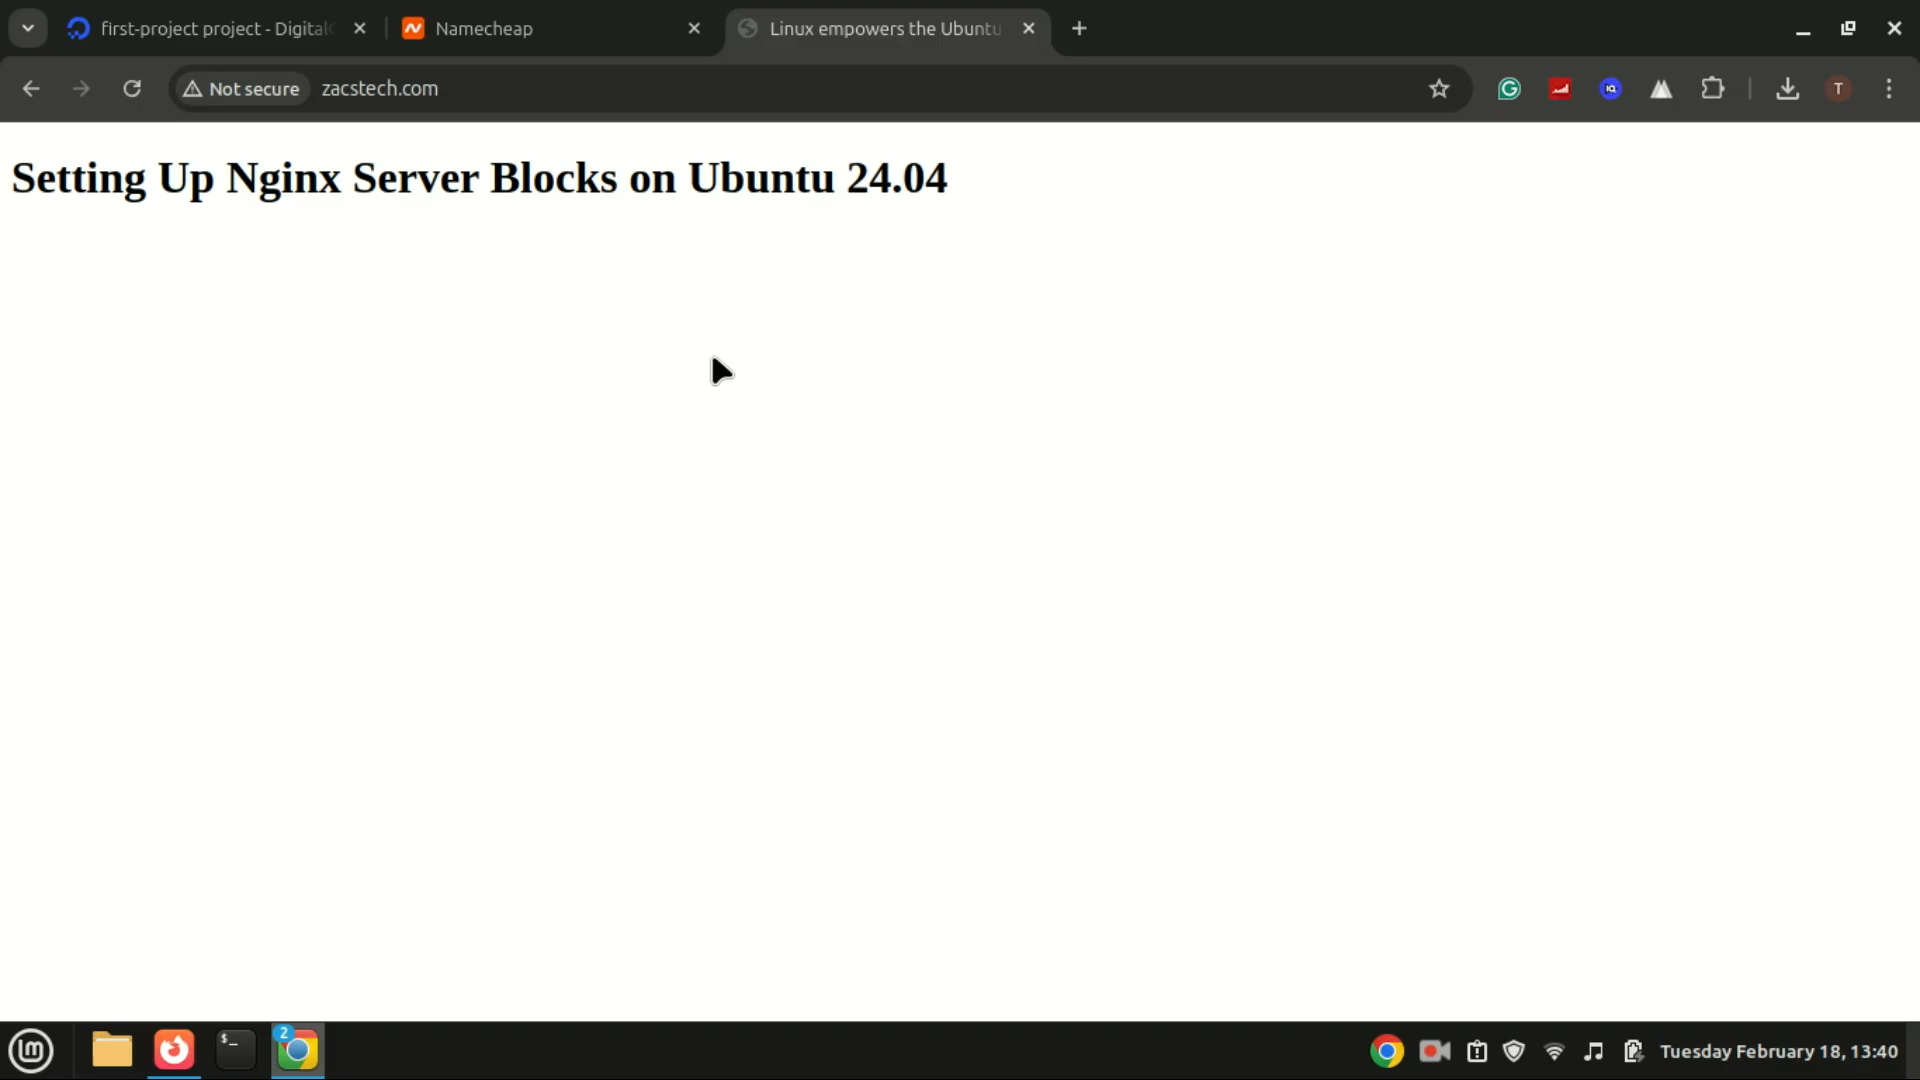 first-project project - Digital
Namecheap
Linux empowers the Ubuntu
Not secure
zacstech.com
T
Setting Up Nginx Server Blocks on Ubuntu 24.04
$_
2
Tuesday February 18, 13:40